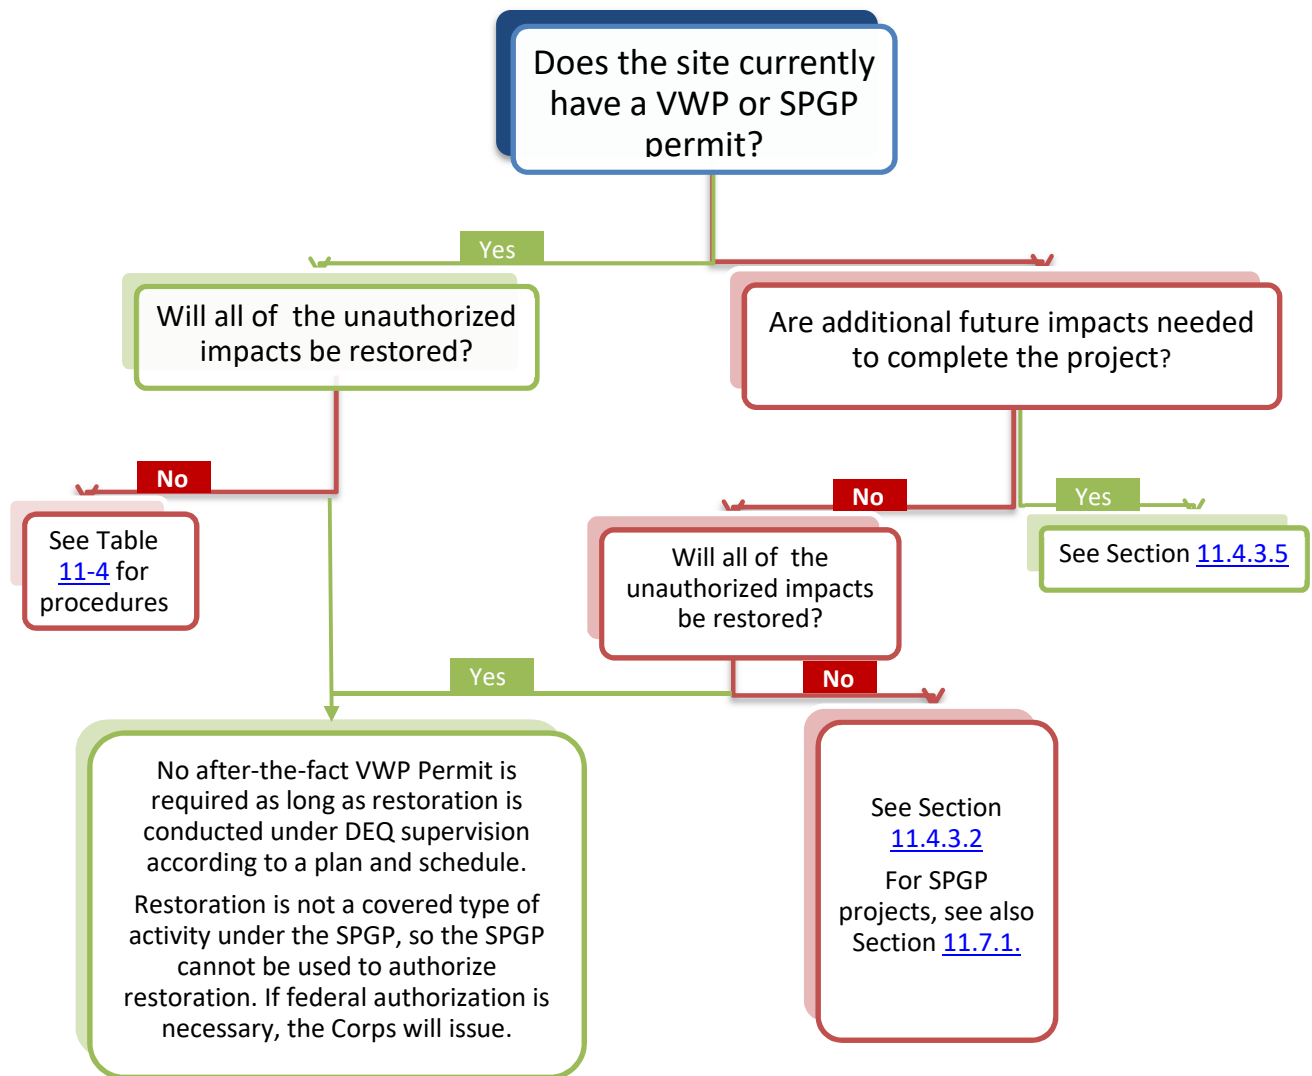 Does the site currently
have a VWP or SPGP
permit?
Yes
Will all of  the unauthorized
impacts be restored?
Are additional future impacts needed
to complete the project?
No
See Table
11-4 for
procedures
No
Yes
Will all of  the
unauthorized impacts
be restored?
See Section 11.4.3.5
Yes
No
No after-the-fact VWP Permit is
required as long as restoration is
conducted under DEQ supervision
according to a plan and schedule.
Restoration is not a covered type of
activity under the SPGP, so the SPGP
cannot be used to authorize
restoration. If federal authorization is
necessary, the Corps will issue.
See Section
11.4.3.2
For SPGP
projects, see also
Section 11.7.1.